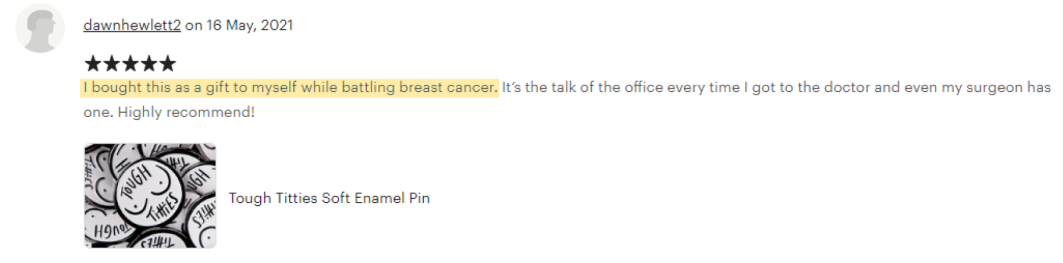 dawnhewlett2 on 16 May, 2021
★★★★★
I bought this as a gift to myself while battling breast cancer. It's the talk of the office every time I got to the doctor and even my surgeon has
one. Highly recommend!
TOUGH
TITTIES
Tough Titties Soft Enamel Pin